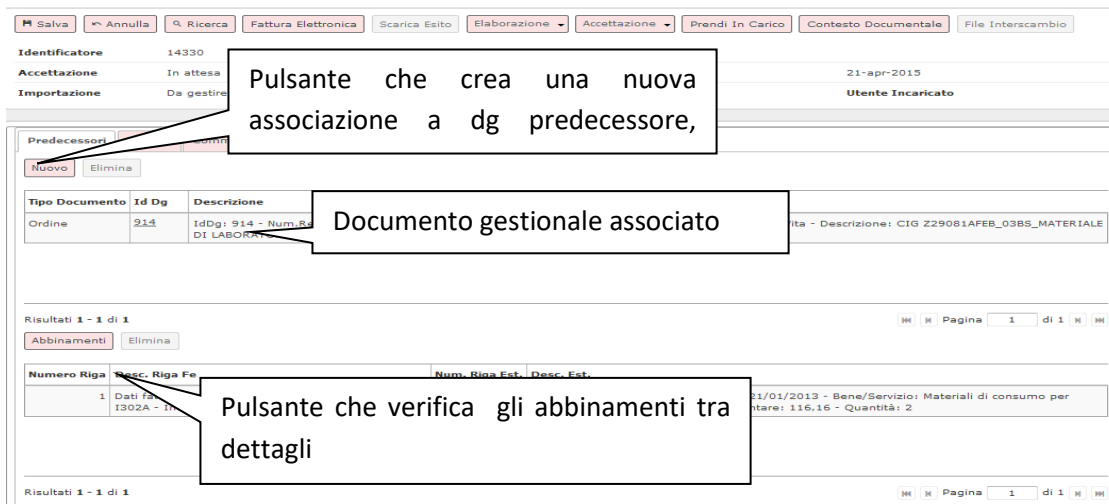 Salva Annulla Ricerca Fattura Elettronica Scarica Esito Elaborazione Accettazione Prendi In Carico Contesto Documentale File Interscambio
Identificatore 14330
Accettazione In attesa 21-apr-2015
Importazione Da gestire Utente Incaricato
Pulsante che crea una nuova
associazione a dg predecessore,
Predecessori
Nuovo Elimina
Tipo Documento Id Dg Descrizione
Ordine 914 IdDg: 914 - Num.Re
DI LABORAT
ita - Descrizione: CIG Z29081AFEB_03BS_MATERIALE
Documento gestionale associato
Risultati 1 - 1 di 1 Pagina 1 di 1
Abbinamenti Elimina
Numero Riga Desc. Riga Fe Num. Riga Est. Desc. Est.
1 Dati fa
I302A - In
21/01/2013 - Bene/Servizio: Materiali di consumo per
ntare: 116,16 - Quantità: 2
Pulsante che verifica gli abbinamenti tra
dettagli
Risultati 1 - 1 di 1 Pagina 1 di 1